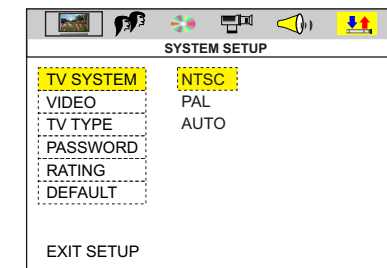 SYSTEM SETUP
TV SYSTEM
NTSC
VIDEO
PAL
TV TYPE
AUTO
PASSWORD
RATING
DEFAULT
EXIT SETUP